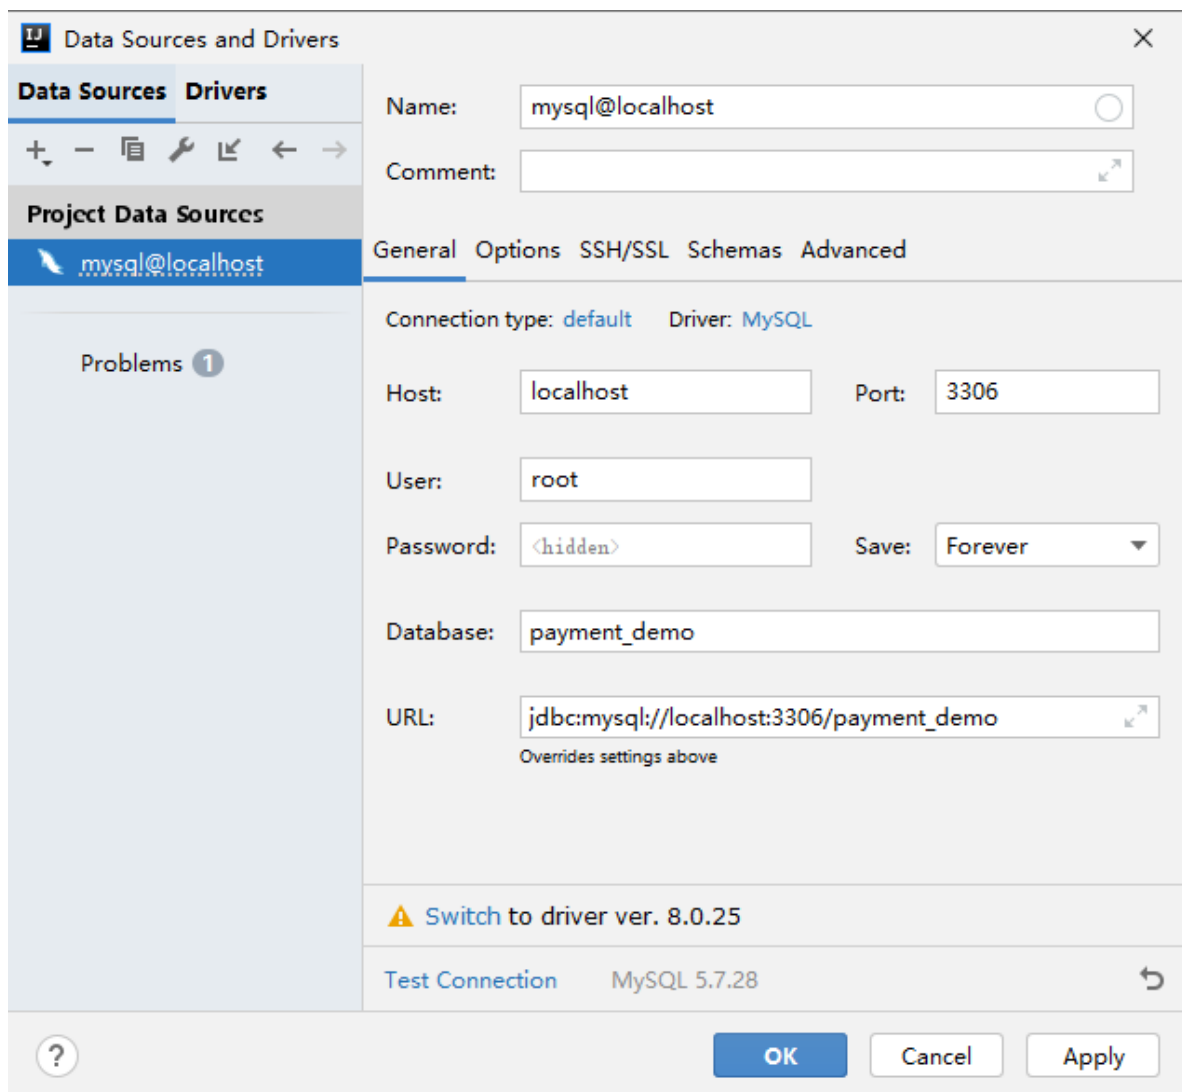 Data Sources and Drivers
Data Sources Drivers
Project Data Sources
mysql@localhost
Problems 1
Name: mysql@localhost
Comment:
General Options SSH/SSL Schemas Advanced
Connection type: default Driver: MySQL
Host: localhost Port: 3306
User: root
Password: <hidden> Save: Forever
Database: payment_demo
URL: jdbc:mysql://localhost:3306/payment_demo
Overrides settings above
Switch to driver ver. 8.0.25
Test Connection MySQL 5.7.28
? OK Cancel Apply